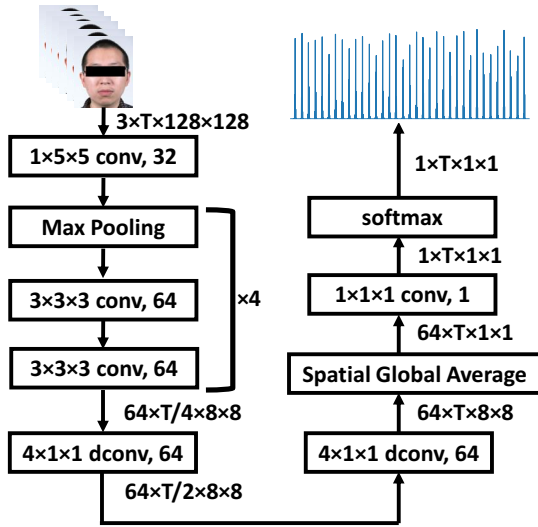 3×T×128×128
1×5×5 conv, 32
Max Pooling
3×3×3 conv, 64
×4
3×3×3 conv, 64
64×T/4×8×8
4×1×1 dconv, 64
64×T/2×8×8
1×T×1×1
softmax
1×T×1×1
1×1×1 conv, 1
64×T×1×1
Spatial Global Average
64×T×8×8
4×1×1 dconv, 64